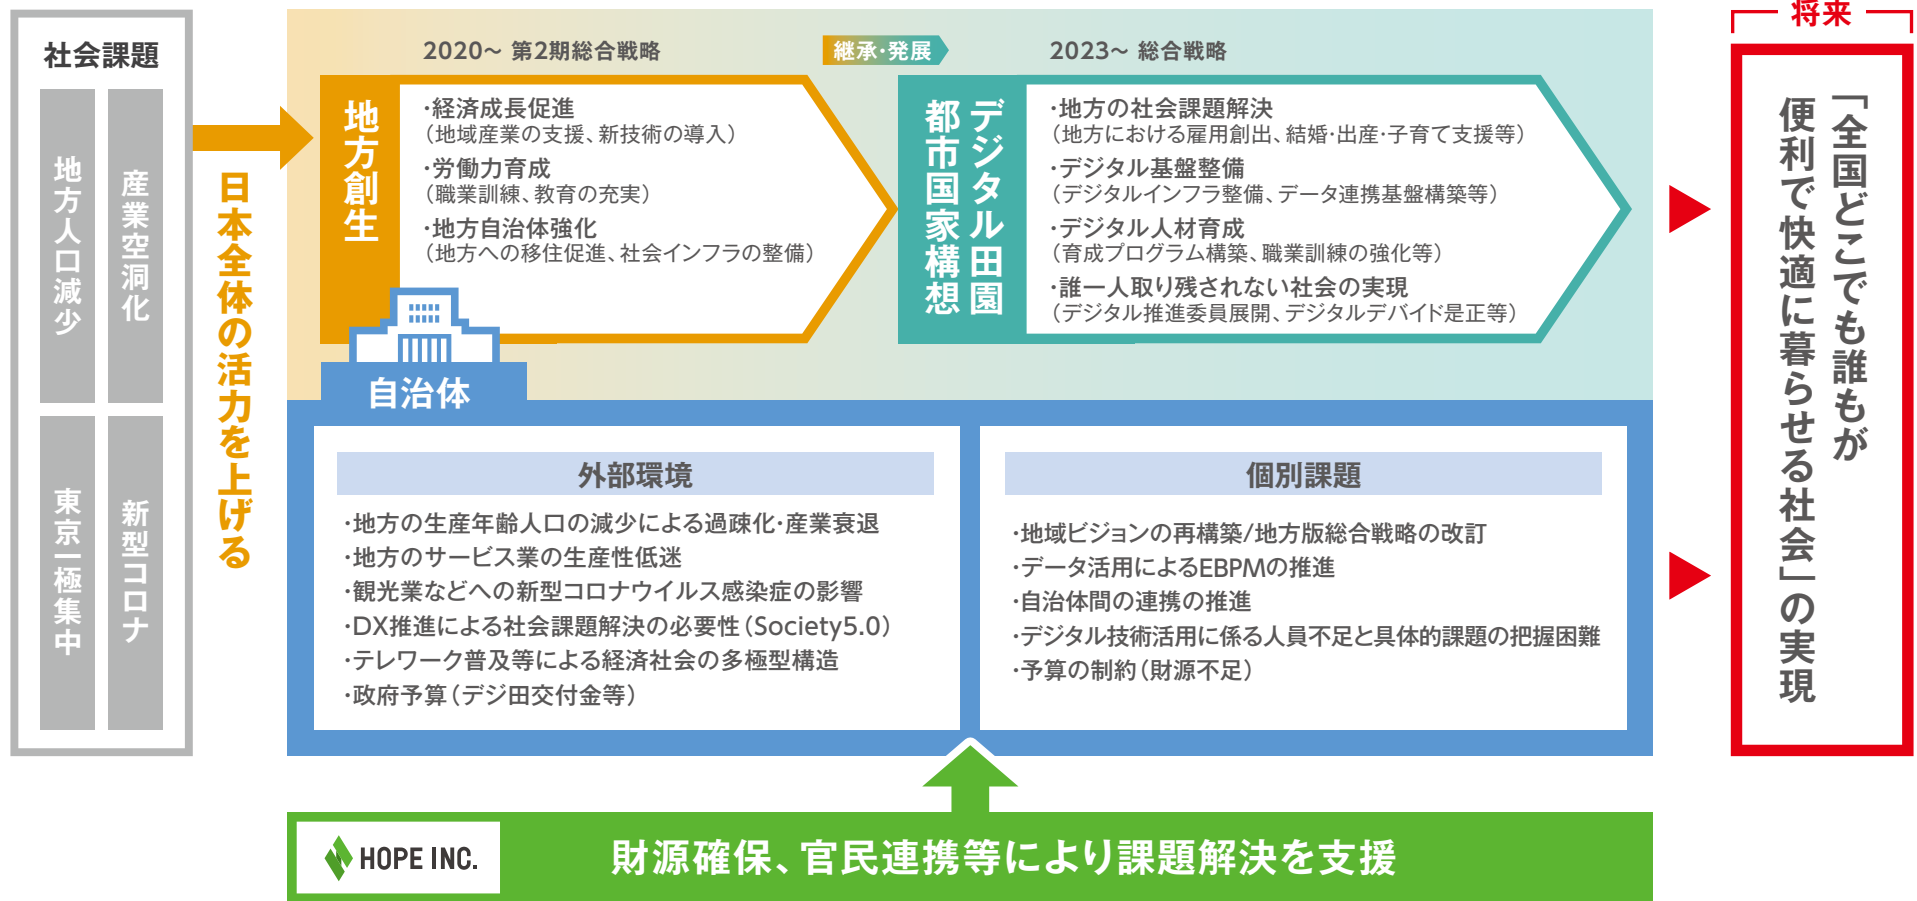 社会課題
地方人口減少
産業空洞化
東京一極集中
新型コロナ
日本全体の活力を上げる
2020～ 第2期総合戦略
継承・発展
2023～ 総合戦略
地方創生
・経済成長促進
（地域産業の支援、新技術の導入）
・労働力育成
（職業訓練、教育の充実）
・地方自治体強化
（地方への移住促進、社会インフラの整備）
デジタル田園
都市国家構想
・地方の社会課題解決
（地方における雇用創出、結婚・出産・子育て支援等）
・デジタル基盤整備
（デジタルインフラ整備、データ連携基盤構築等）
・デジタル人材育成
（育成プログラム構築、職業訓練の強化等）
・誰一人取り残されない社会の実現
（デジタル推進委員展開、デジタルデバイド是正等）
自治体
外部環境
・地方の生産年齢人口の減少による過疎化・産業衰退
・地方のサービス業の生産性低迷
・観光業などへの新型コロナウイルス感染症の影響
・DX推進による社会課題解決の必要性（Society5.0）
・テレワーク普及等による経済社会の多極型構造
・政府予算（デジ田交付金等）
個別課題
・地域ビジョンの再構築/地方版総合戦略の改訂
・データ活用によるEBPMの推進
・自治体間の連携の推進
・デジタル技術活用に係る人員不足と具体的課題の把握困難
・予算の制約（財源不足）
将来
「全国どこでも誰もが
便利で快適に暮らせる社会」の実現
HOPE INC.
財源確保、官民連携等により課題解決を支援